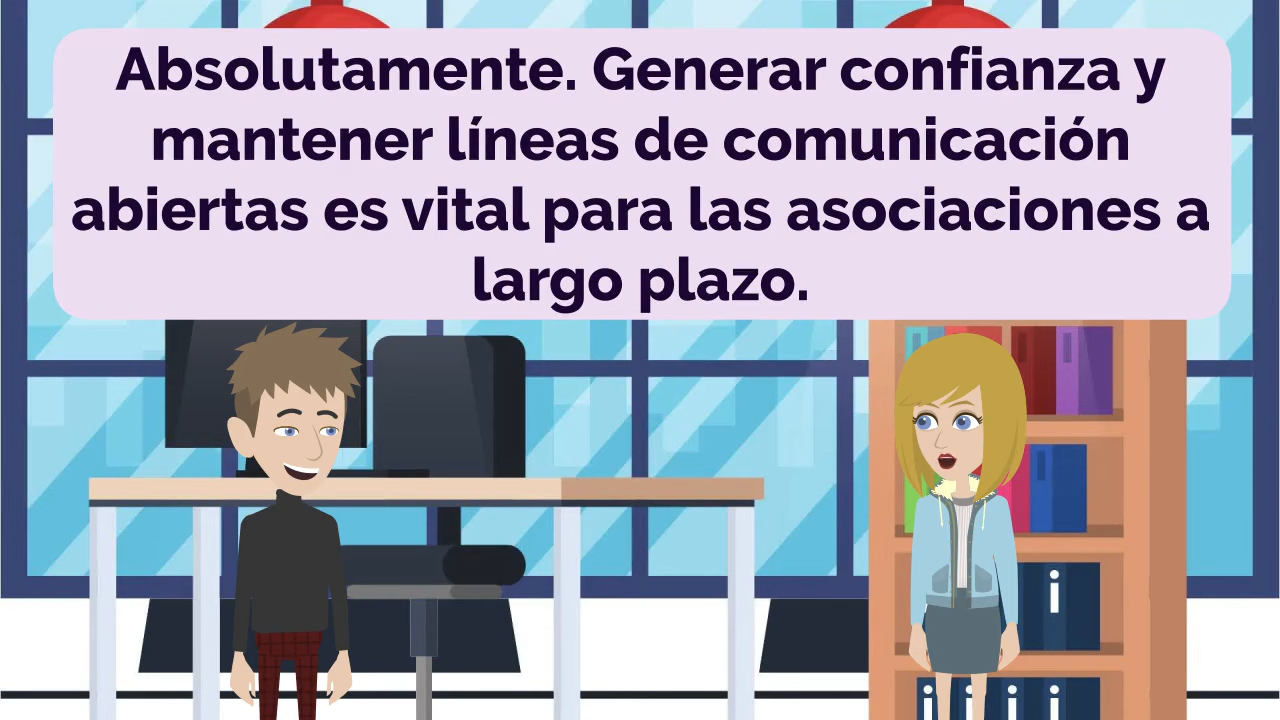 Absolutamente. Generar confianza y
mantener líneas de comunicación
abiertas es vital para las asociaciones a
largo plazo.